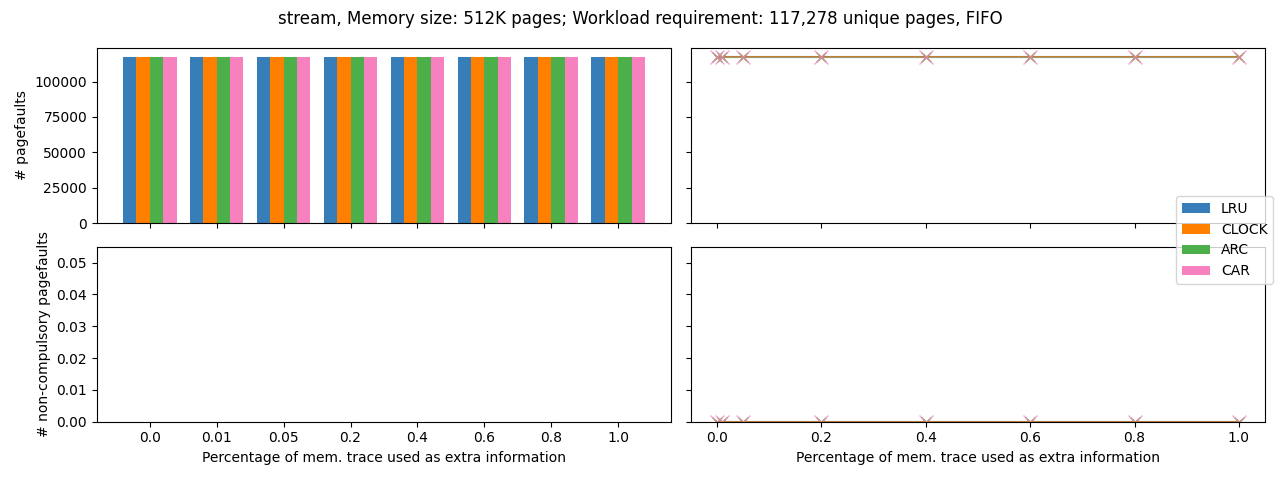 stream, Memory size: 512K pages; Workload requirement: 117,278 unique pages, FIFO
# pagefaults
100000
75000
50000
25000
0
LRU
CLOCK
ARC
CAR
# non-compulsory pagefaults
0.05
0.04
0.03
0.02
0.01
0.00
0.0 0.01 0.05 0.2 0.4 0.6 0.8 1.0
Percentage of mem. trace used as extra information
0.0 0.2 0.4 0.6 0.8 1.0
Percentage of mem. trace used as extra information